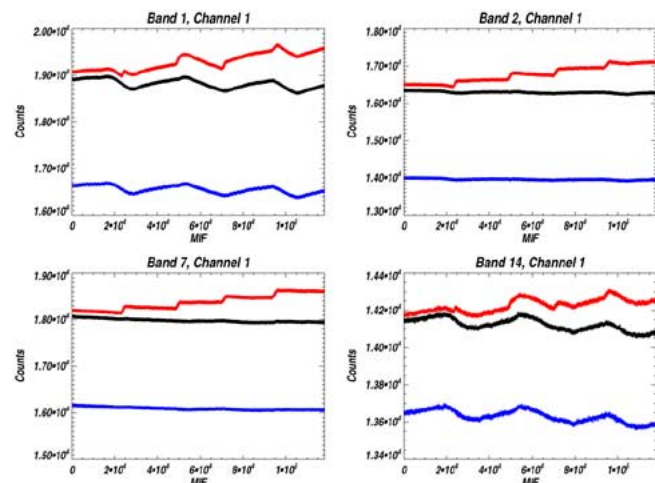 Band 1, Channel 1
2.00•10⁴
1.90•10⁴
1.80•10⁴
1.70•10⁴
1.60•10⁴
Counts
0 2•10⁴ 4•10⁴ 6•10⁴ 8•10⁴ 1•10⁵
MIF
Band 2, Channel 1
1.80•10⁴
1.70•10⁴
1.60•10⁴
1.50•10⁴
1.40•10⁴
1.30•10⁴
Counts
0 2•10⁴ 4•10⁴ 6•10⁴ 8•10⁴ 1•10⁵
MIF
Band 7, Channel 1
1.90•10⁴
1.80•10⁴
1.70•10⁴
1.60•10⁴
1.50•10⁴
Counts
0 2•10⁴ 4•10⁴ 6•10⁴ 8•10⁴ 1•10⁵
MIF
Band 14, Channel 1
1.44•10⁴
1.42•10⁴
1.40•10⁴
1.38•10⁴
1.36•10⁴
1.34•10⁴
Counts
0 2•10⁴ 4•10⁴ 6•10⁴ 8•10⁴ 1•10⁵
MIF